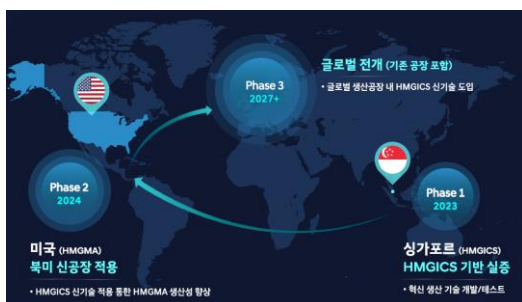 Phase 3
2027+
글로벌 전개 (기존 공장 포함)
• 글로벌 생산공장 내 HMGICS 신기술 도입
Phase 2
2024
미국 (HMGMA)
북미 신공장 적용
• HMGICS 신기술 적용 통한 HMGMA 생산성 향상
Phase 1
2023
싱가포르 (HMGICS)
HMGICS 기반 실증
• 혁신 생산 기술 개발/테스트